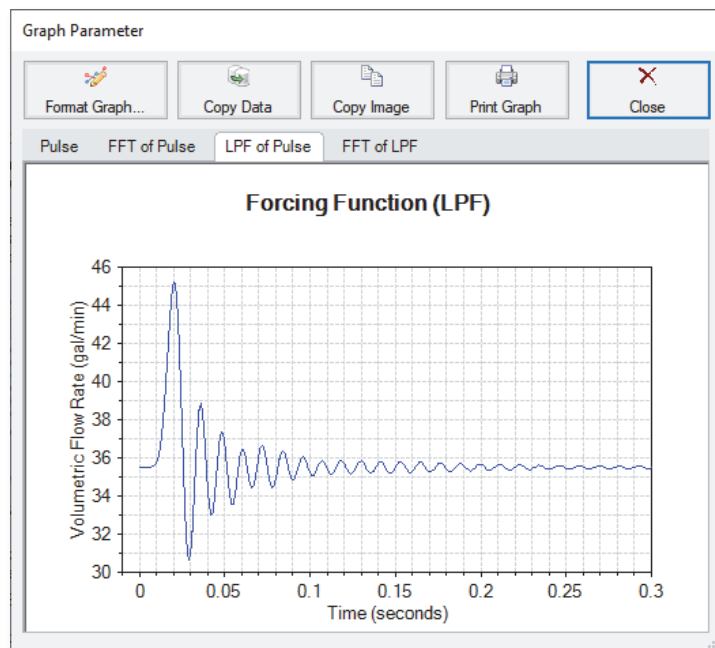 Graph Parameter
Format Graph... Copy Data Copy Image Print Graph Close
Pulse FFT of Pulse LPF of Pulse FFT of LPF
Forcing Function (LPF)
Volumetric Flow Rate (gal/min)
46
44
42
40
38
36
34
32
30
0 0.05 0.1 0.15 0.2 0.25 0.3
Time (seconds)